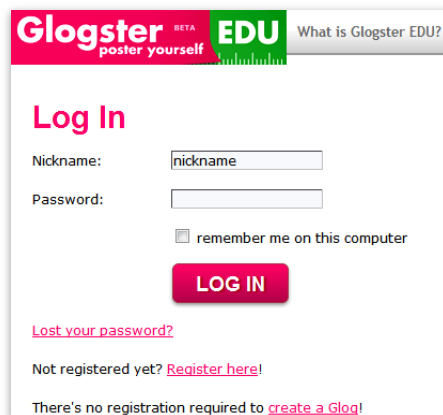 Glogster BETA EDU What is Glogster EDU?
poster yourself
Log In
Nickname: nickname
Password:
remember me on this computer
LOG IN
Lost your password?
Not registered yet? Register here!
There's no registration required to create a Glog!